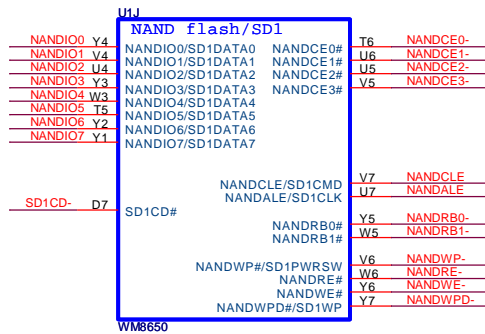 U1J
NAND flash/SD1
NANDIO0 Y4 NANDIO0/SD1DATA0 NANDCE0# T6 NANDCE0-
NANDIO1 V4 NANDIO1/SD1DATA1 NANDCE1# U6 NANDCE1-
NANDIO2 U4 NANDIO2/SD1DATA2 NANDCE2# U5 NANDCE2-
NANDIO3 Y3 NANDIO3/SD1DATA3 NANDCE3# V5 NANDCE3-
NANDIO4 W3 NANDIO4/SD1DATA4
NANDIO5 T5 NANDIO5/SD1DATA5
NANDIO6 Y2 NANDIO6/SD1DATA6
NANDIO7 Y1 NANDIO7/SD1DATA7
NANDCLE/SD1CMD V7 NANDCLE
NANDALE/SD1CLK U7 NANDALE
SD1CD- D7 SD1CD#
NANDRB0# Y5 NANDRB0-
NANDRB1# W5 NANDRB1-
NANDWP#/SD1PWRSW V6 NANDWP-
NANDRE# W6 NANDRE-
NANDWE# Y6 NANDWE-
NANDWPD#/SD1WP Y7 NANDWPD-
WM8650